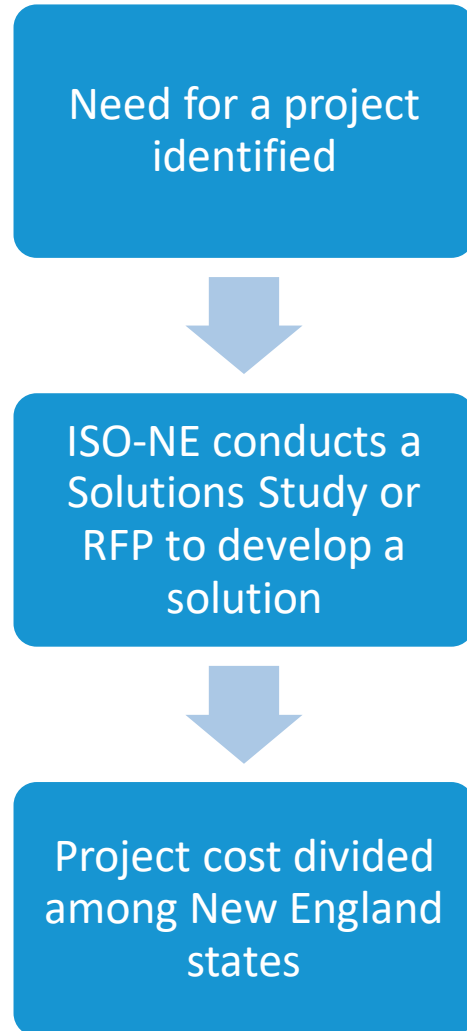 Need for a project
identified
ISO-NE conducts a
Solutions Study or
RFP to develop a
solution
Project cost divided
among New England
states